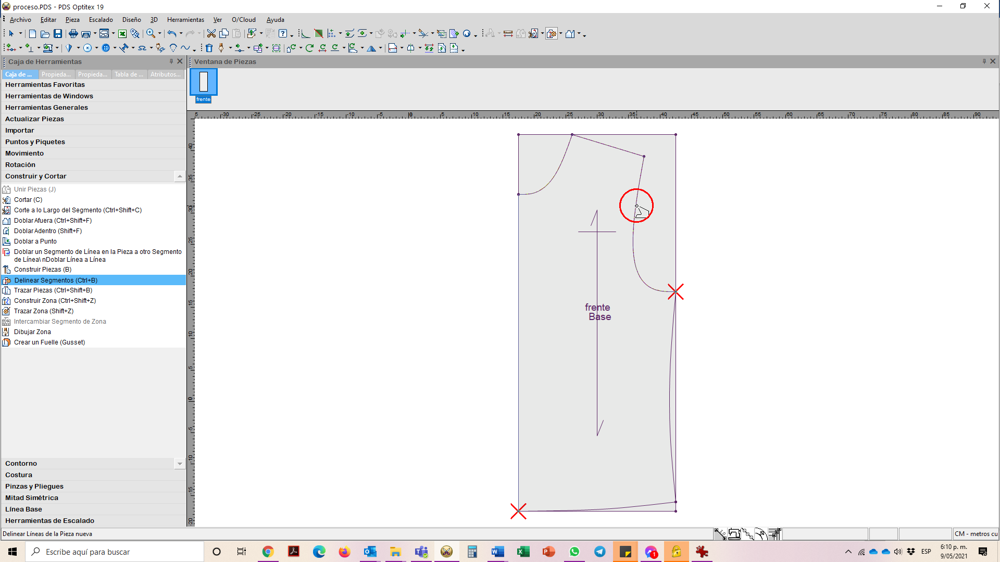 proceso.PDS - PDS Optitex 19
Archivo Editar Pieza Escalado Diseño 3D Herramientas Ver O/Cloud Ayuda
Caja de Herramientas
Ventana de Piezas
Caja de ... Propieda... Propieda... Tabla de ... Atributos...
Herramientas Favoritas
Herramientas de Windows
Herramientas Generales
Actualizar Piezas
Importar
Puntos y Piquetes
Movimiento
Rotación
Construir y Cortar
Unir Piezas (J)
Cortar (C)
Corte a lo Largo del Segmento (Ctrl+Shift+C)
Doblar Afuera (Ctrl+Shift+F)
Doblar Adentro (Shift+F)
Doblar a Punto
Doblar un Segmento de Línea en la Pieza a otro Segmento
de Línea\ nDoblar Línea a Línea
Construir Piezas (B)
Delinear Segmentos (Ctrl+B)
Trazar Piezas (Ctrl+Shift+B)
Construir Zona (Ctrl+Shift+Z)
Trazar Zona (Shift+Z)
Intercambiar Segmento de Zona
Dibujar Zona
Crear un Fuelle (Gusset)
Contorno
Costura
Pinzas y Pliegues
Mitad Simétrica
Línea Base
Herramientas de Escalado
frente
5 -30 -25 -20 -15 -10 -5 0 5 10 15 20 25 30 35 40 45 50 55 60 65 70 75 80 85 90
40
35
30
25
20
15
10
5
0
-5
-10
-15
-20
frente
Base
Delinear Líneas de la Pieza nueva
CM - metros cu
Escribe aquí para buscar
1
ESP
6:10 p. m.
9/05/2021